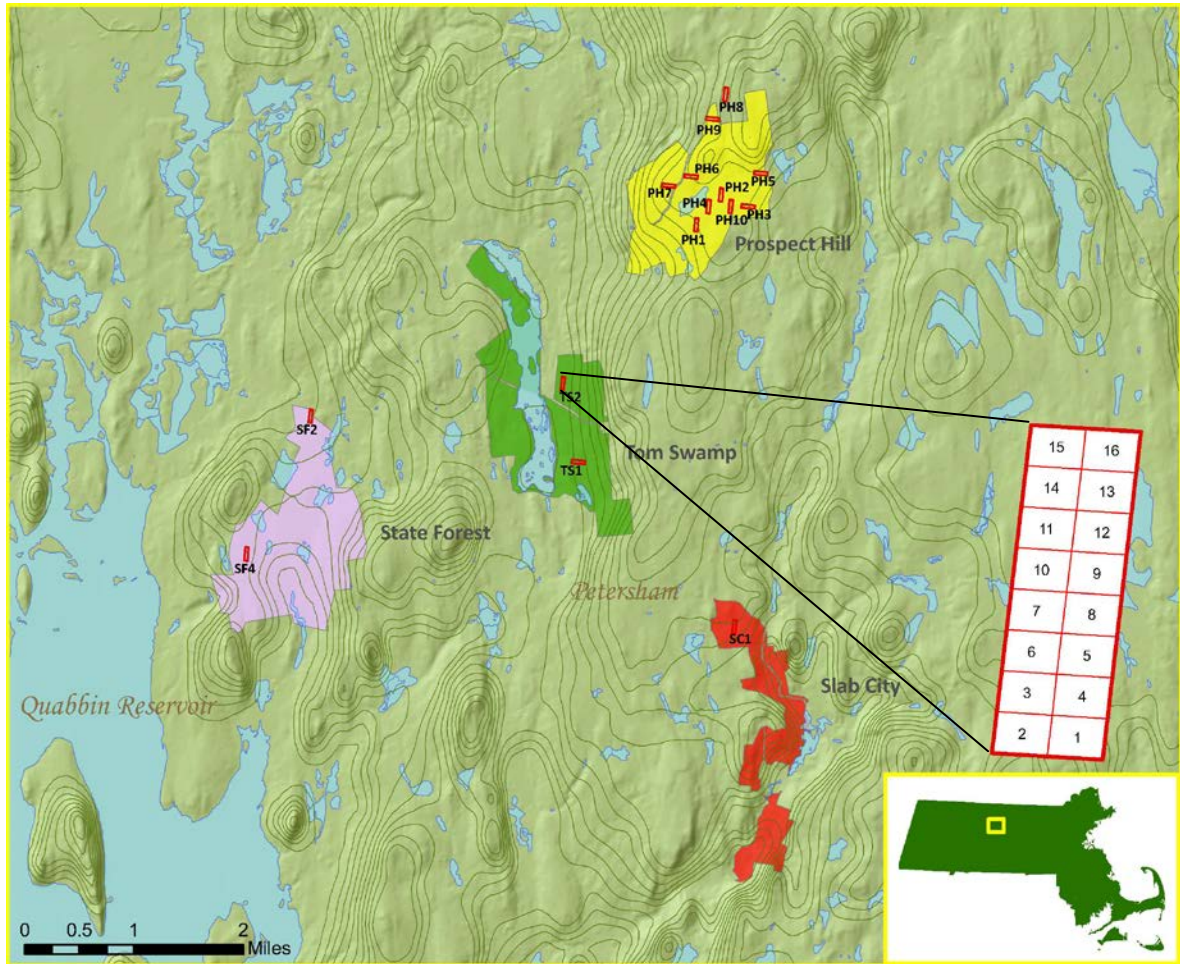 PH8
PH9
PH6
PH5
PH7
PH2
PH4
PH10
PH3
PH1
Prospect Hill
TS2
SF2
Tom Swamp
TS1
State Forest
SF4
Petersham
SC1
Slab City
Quabbin Reservoir
15 16
14 13
11 12
10 9
7 8
6 5
3 4
2 1
0 0.5 1 2
Miles